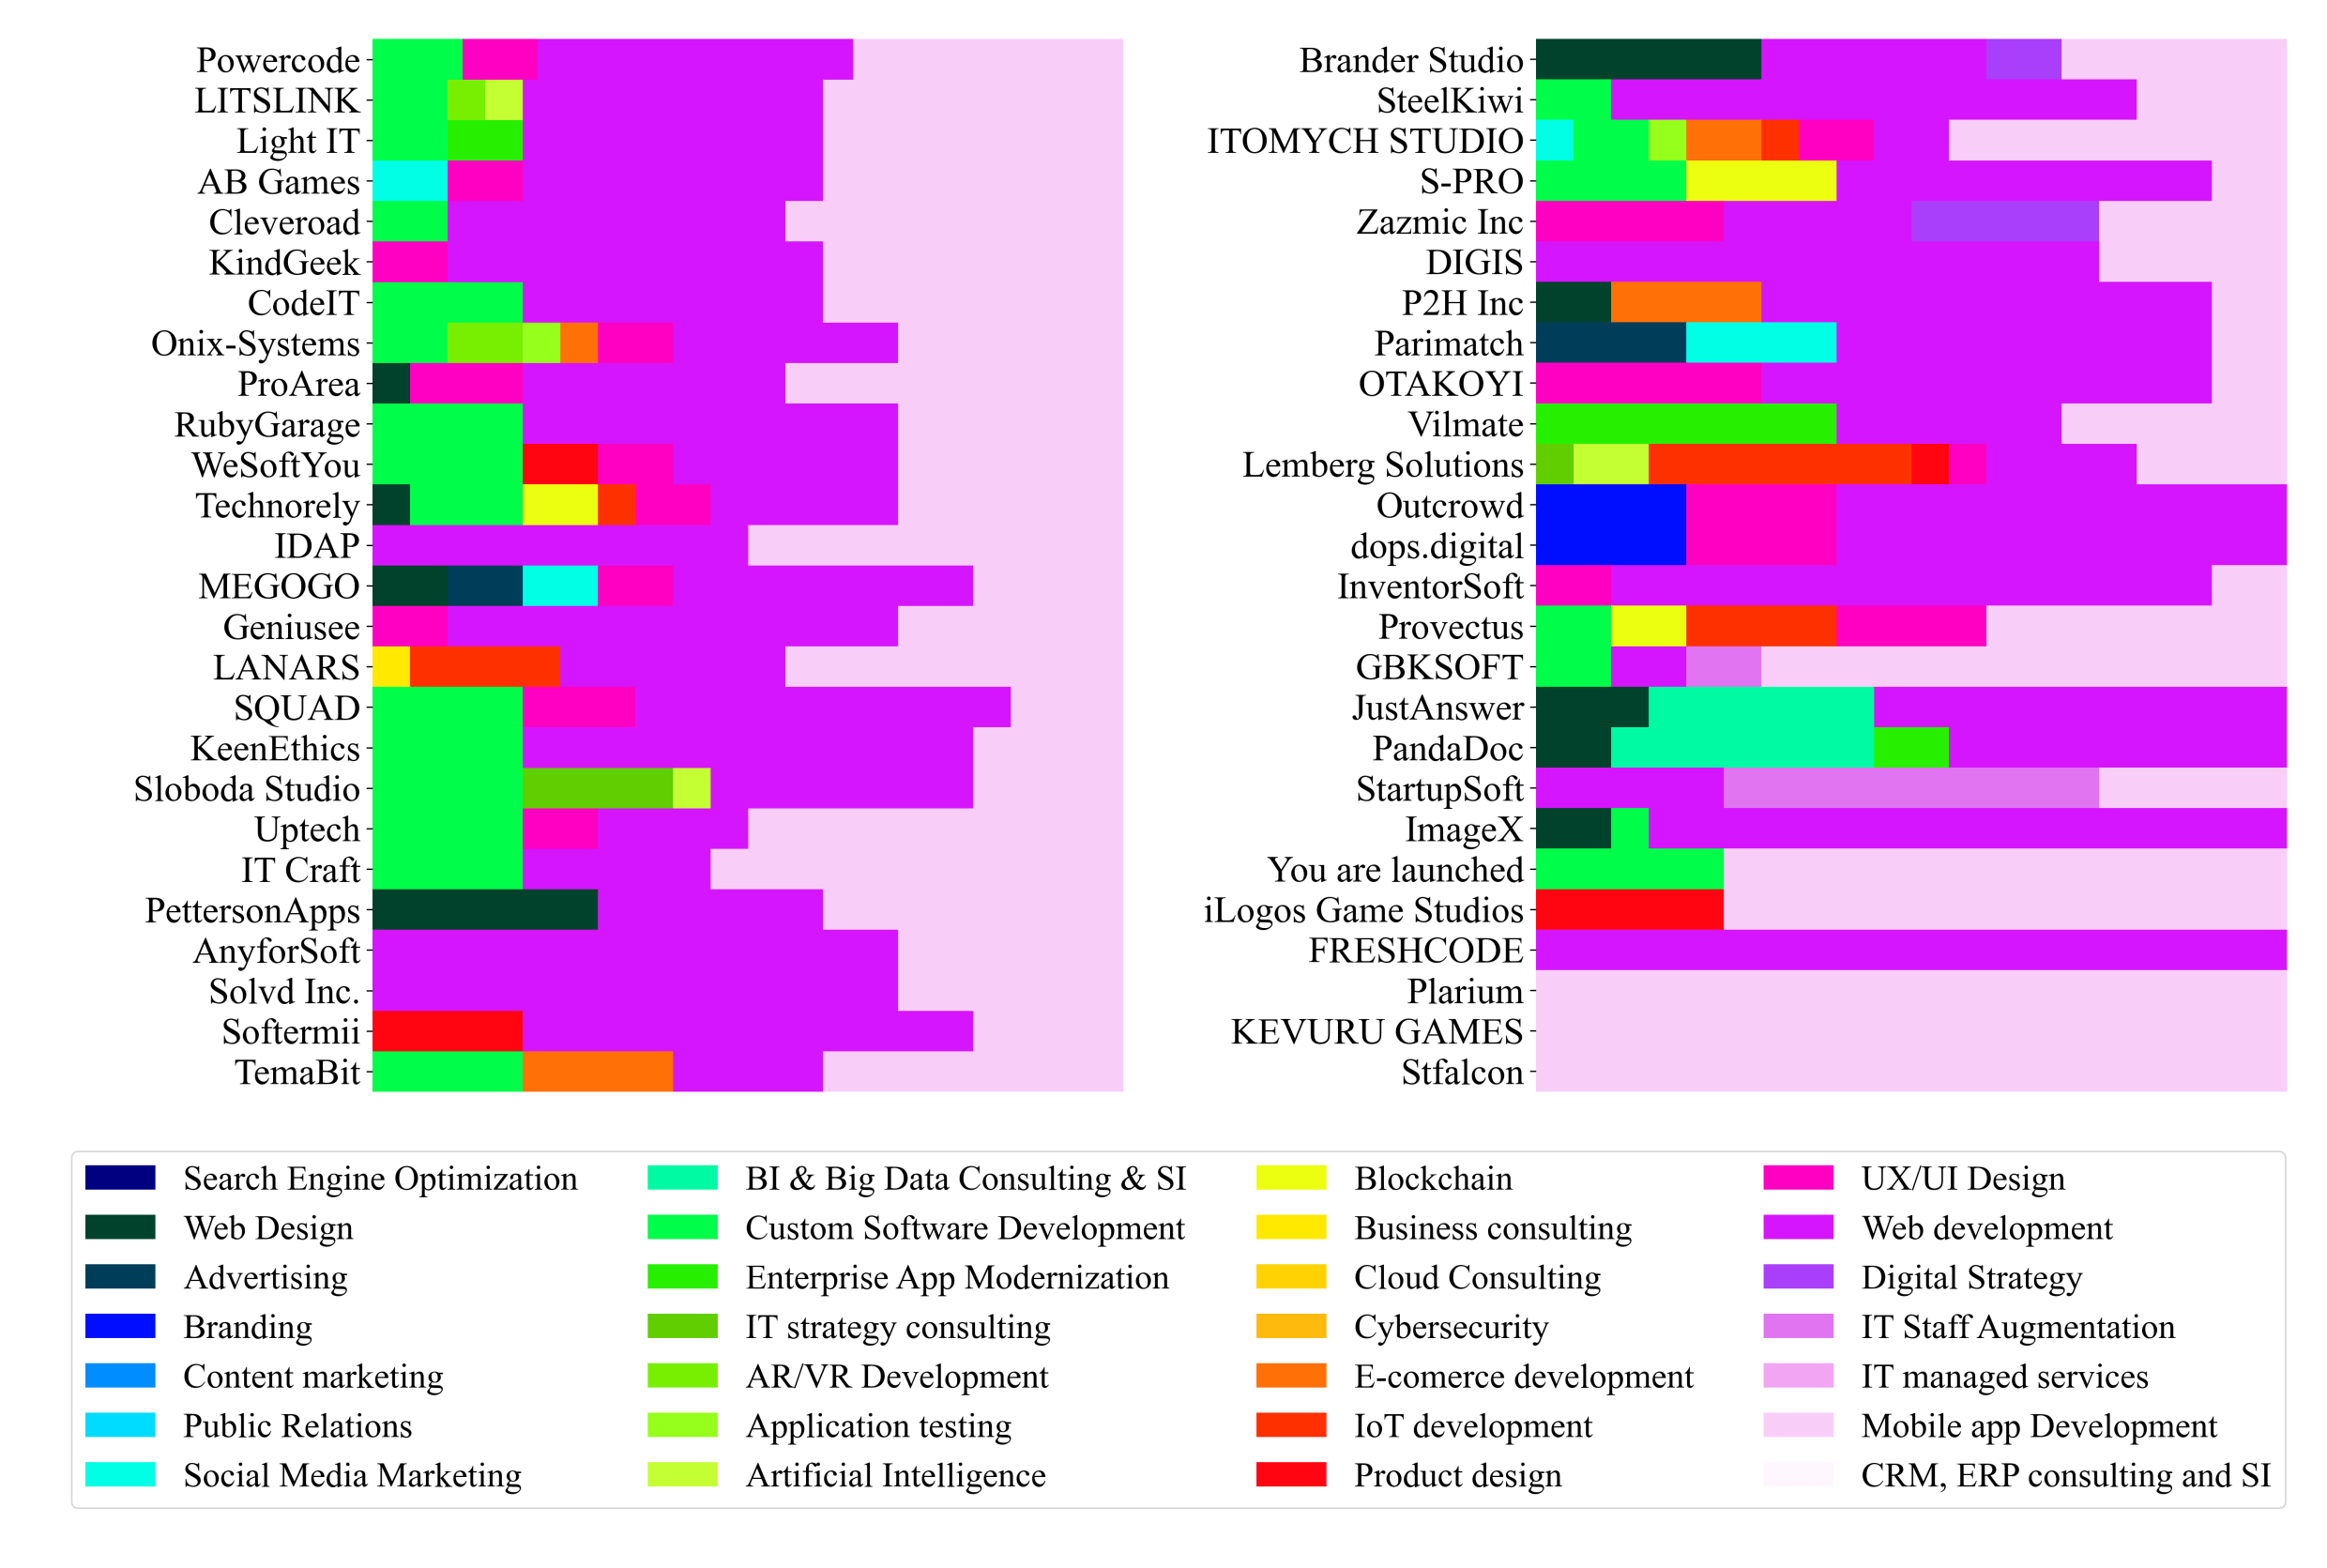 Powercode
LITSLINK
Light IT
AB Games
Cleveroad
KindGeek
CodeIT
Onix-Systems
ProArea
RubyGarage
WeSoftYou
Technorely
IDAP
MEGOGO
Geniusee
LANARS
SQUAD
KeenEthics
Sloboda Studio
Uptech
IT Craft
PettersonApps
AnyforSoft
Solvd Inc.
Softermii
TemaBit
Brander Studio
SteelKiwi
ITOMYCH STUDIO
S-PRO
Zazmic Inc
DIGIS
P2H Inc
Parimatch
OTAKOYI
Vilmate
Lemberg Solutions
Outcrowd
dops.digital
InventorSoft
Provectus
GBKSOFT
JustAnswer
PandaDoc
StartupSoft
ImageX
You are launched
iLogos Game Studios
FRESHCODE
Plarium
KEVURU GAMES
Stfalcon
Search Engine Optimization
Web Design
Advertising
Branding
Content marketing
Public Relations
Social Media Marketing
BI & Big Data Consulting & SI
Custom Software Development
Enterprise App Modernization
IT strategy consulting
AR/VR Development
Application testing
Artificial Intelligence
Blockchain
Business consulting
Cloud Consulting
Cybersecurity
E-comerce development
IoT development
Product design
UX/UI Design
Web development
Digital Strategy
IT Staff Augmentation
IT managed services
Mobile app Development
CRM, ERP consulting and SI